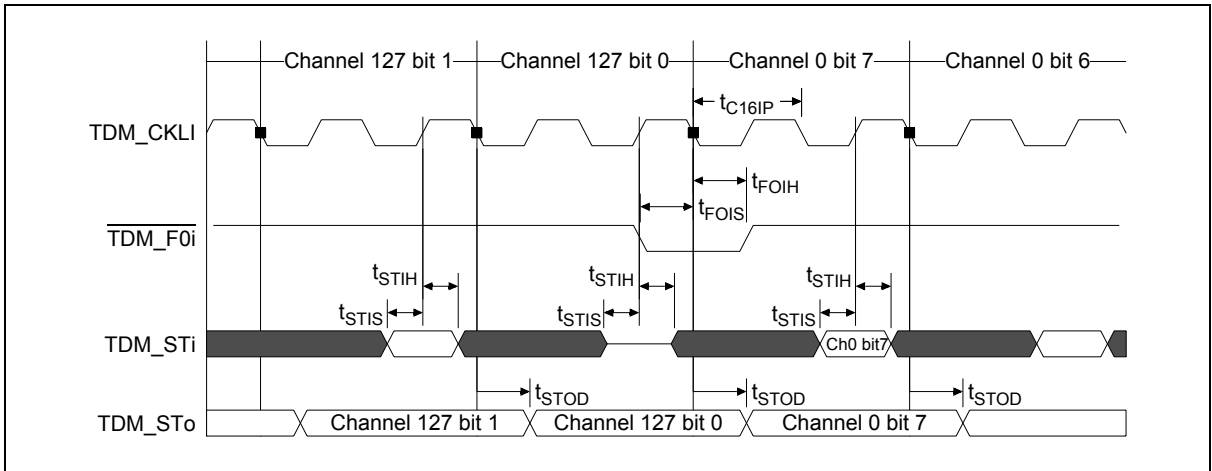 Channel 127 bit 1 Channel 127 bit 0 Channel 0 bit 7 Channel 0 bit 6
tC16IP
TDM_CKLI
tFOIH
tFOIS
TDM_F0i
tSTIH tSTIH tSTIH
tSTIS tSTIS tSTIS
TDM_STi Ch0 bit7
tSTOD tSTOD tSTOD
TDM_STo Channel 127 bit 1 Channel 127 bit 0 Channel 0 bit 7